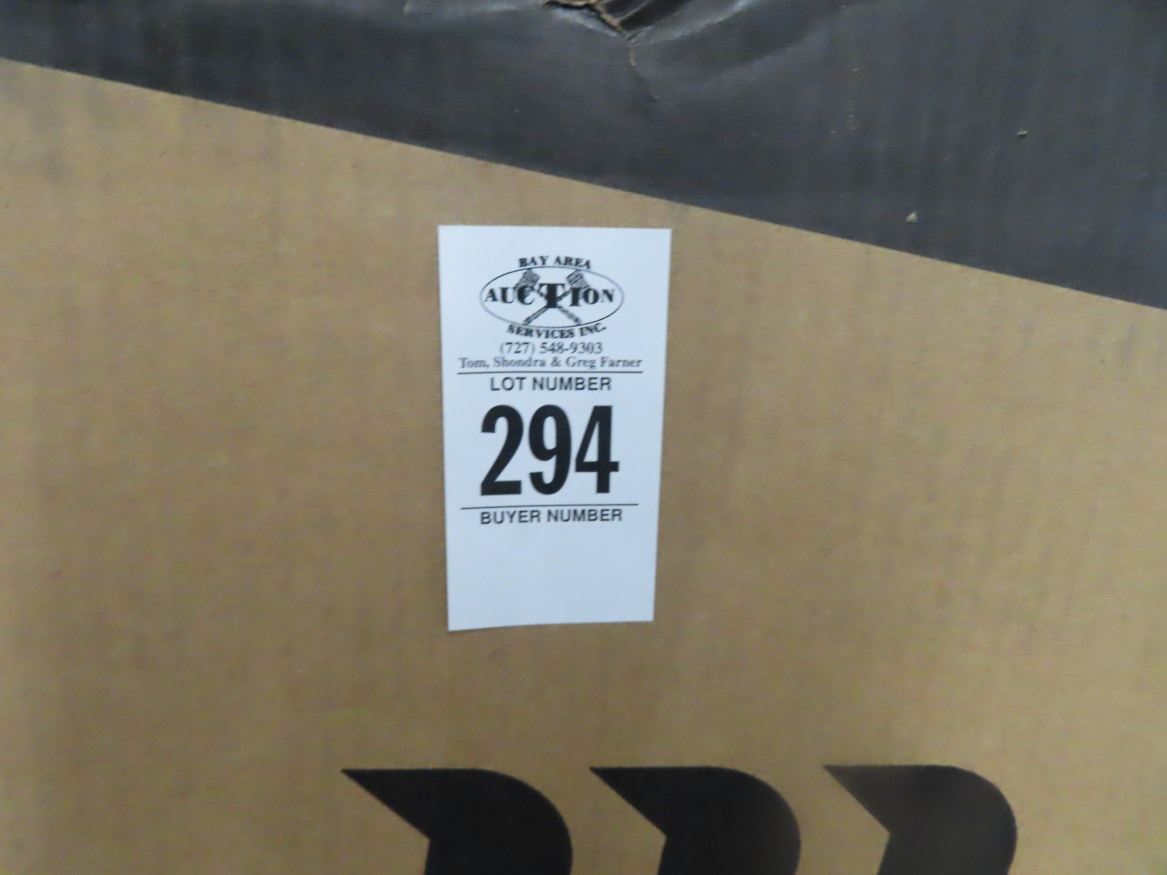 BAY AREA
AUCTION
SERVICES INC.
(727) 548-9303
Tom, Shondra & Greg Farner
LOT NUMBER
294
BUYER NUMBER